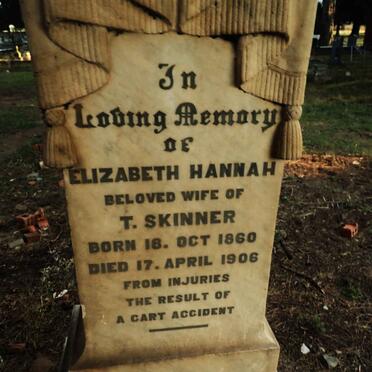 In
Loving Memory
OF
ELIZABETH HANNAH
BELOVED WIFE OF
T. SKINNER
BORN 18. OCT 1860
DIED 17. APRIL 1906
FROM INJURIES
THE RESULT OF
A CART ACCIDENT